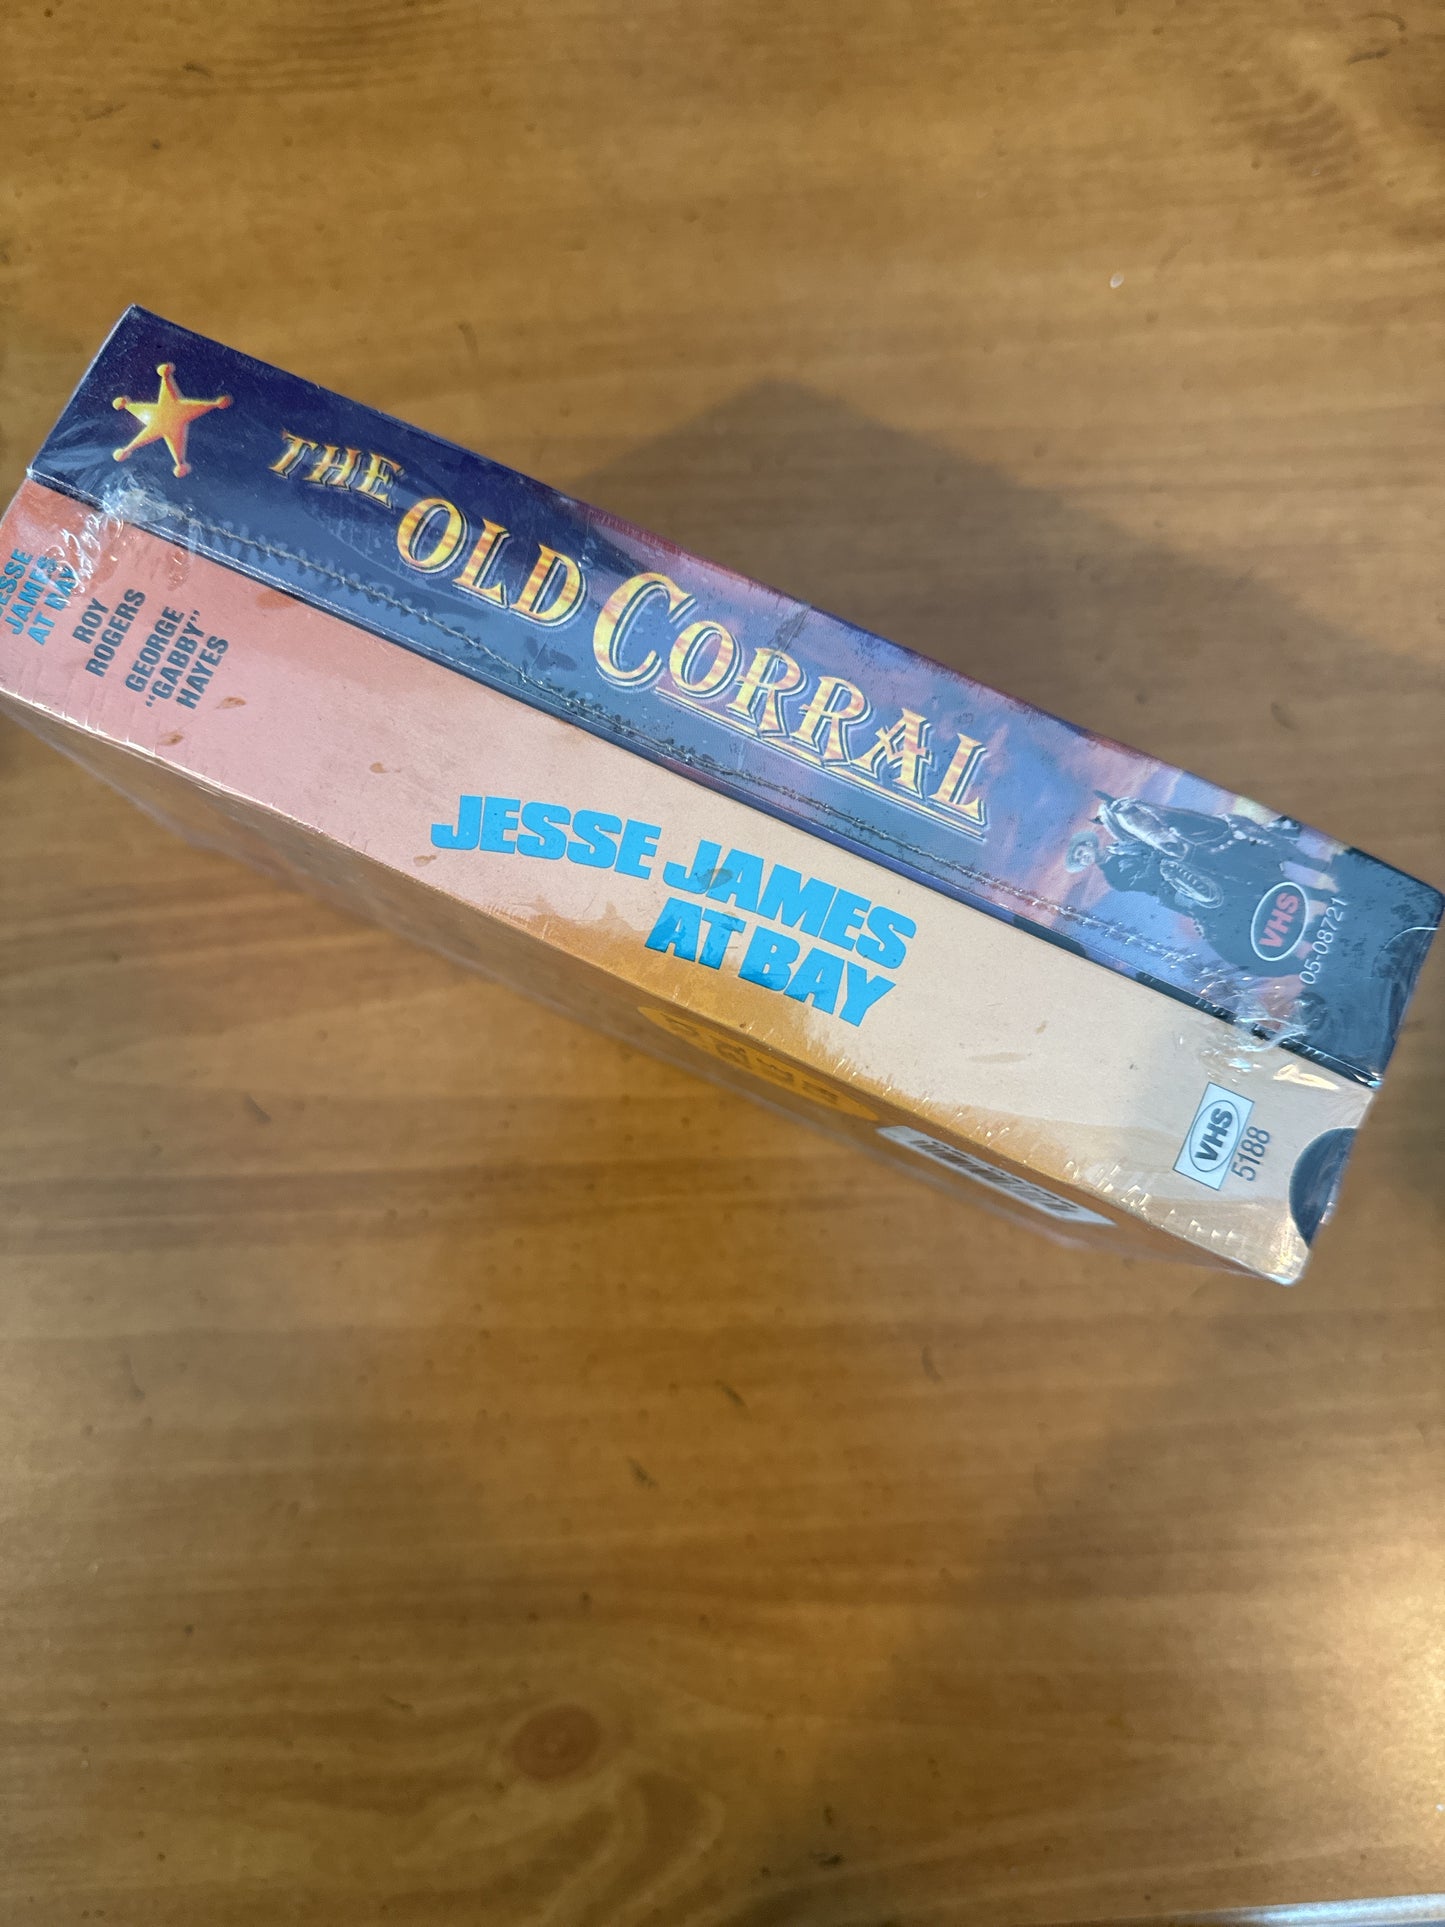 THE OLD CORRAL
VHS
05-08721
JESSE
JAMES
AT BAY
ROY
ROGERS
GEORGE
"GABBY"
HAYES
JESSE JAMES
AT BAY
VHS
5188